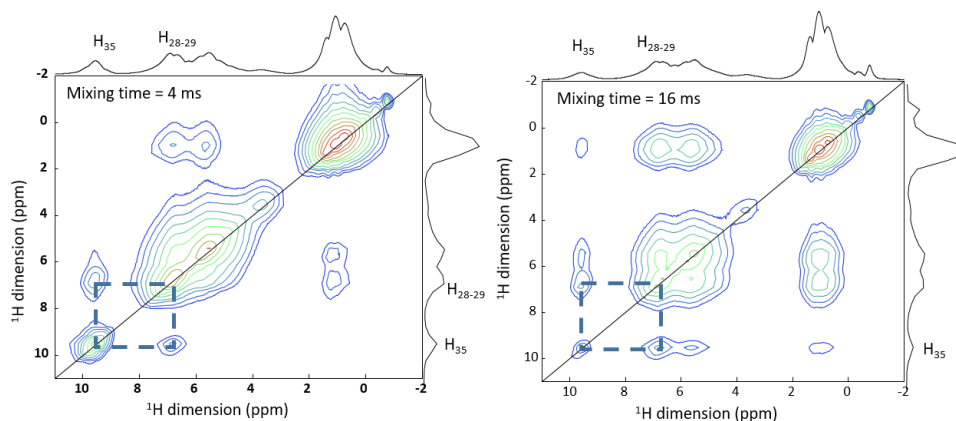 H35
H28-29
Mixing time = 4 ms
-2
0
2
4
6
8
10
¹H dimension (ppm)
10
8
6
4
2
0
-2
¹H dimension (ppm)
H28-29
H35
H35
H28-29
Mixing time = 16 ms
-2
0
2
4
6
8
10
¹H dimension (ppm)
10
8
6
4
2
0
-2
¹H dimension (ppm)
H28-29
H35